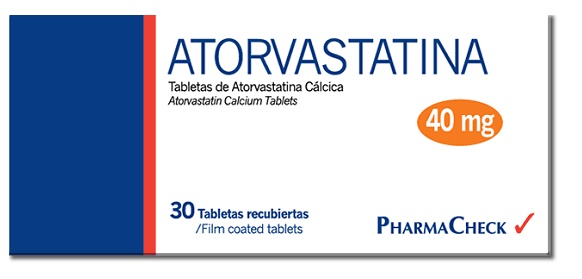 ATORVASTATINA
Tabletas de Atorvastatina Cálcica
Atorvastatin Calcium Tablets
40 mg
30 Tabletas recubiertas
/Film coated tablets
PHARMACHECK ✓